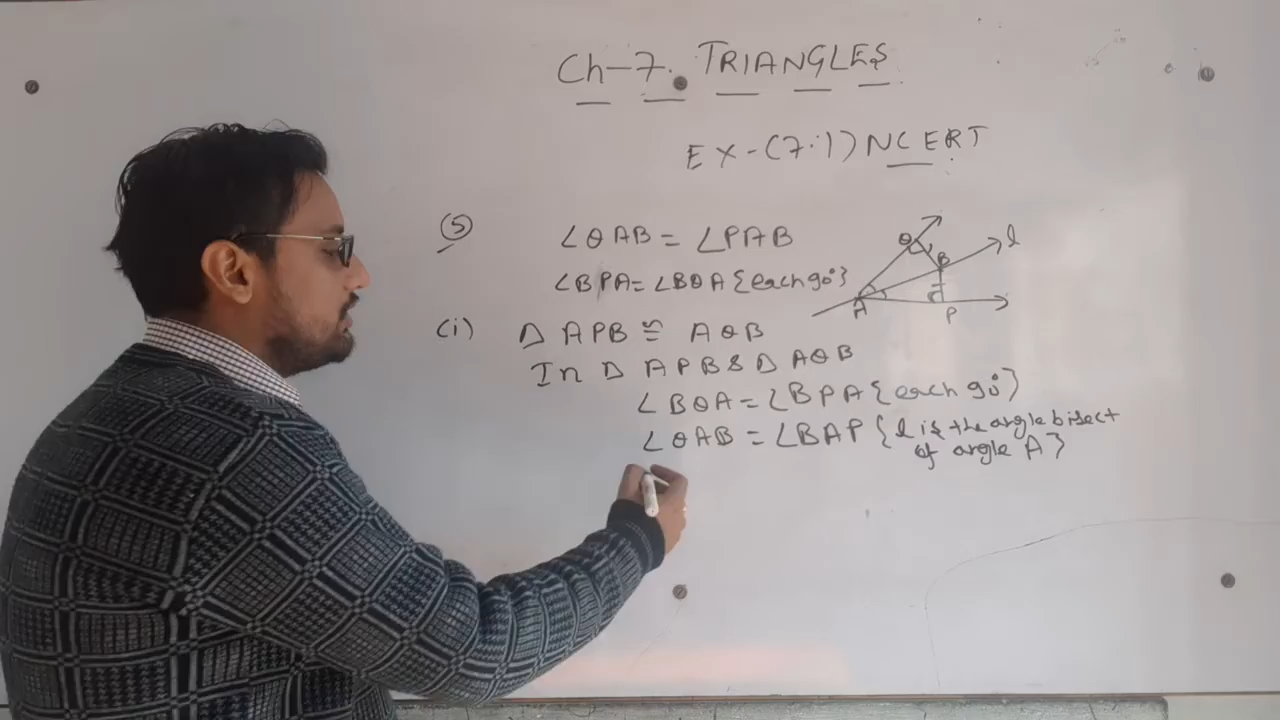 Ch-7. TRIANGLES
EX-(7.1) NCERT
(5)
∠QAB = ∠PAB
∠BPA = ∠BQA {each 90°}
(i) Δ APB ≅ AQB
In Δ APB & Δ AQB
∠BQA = ∠BPA {each 90°}
∠QAB = ∠BAP {l is the angle bisect
of angle A}
Q
B
l
A
P